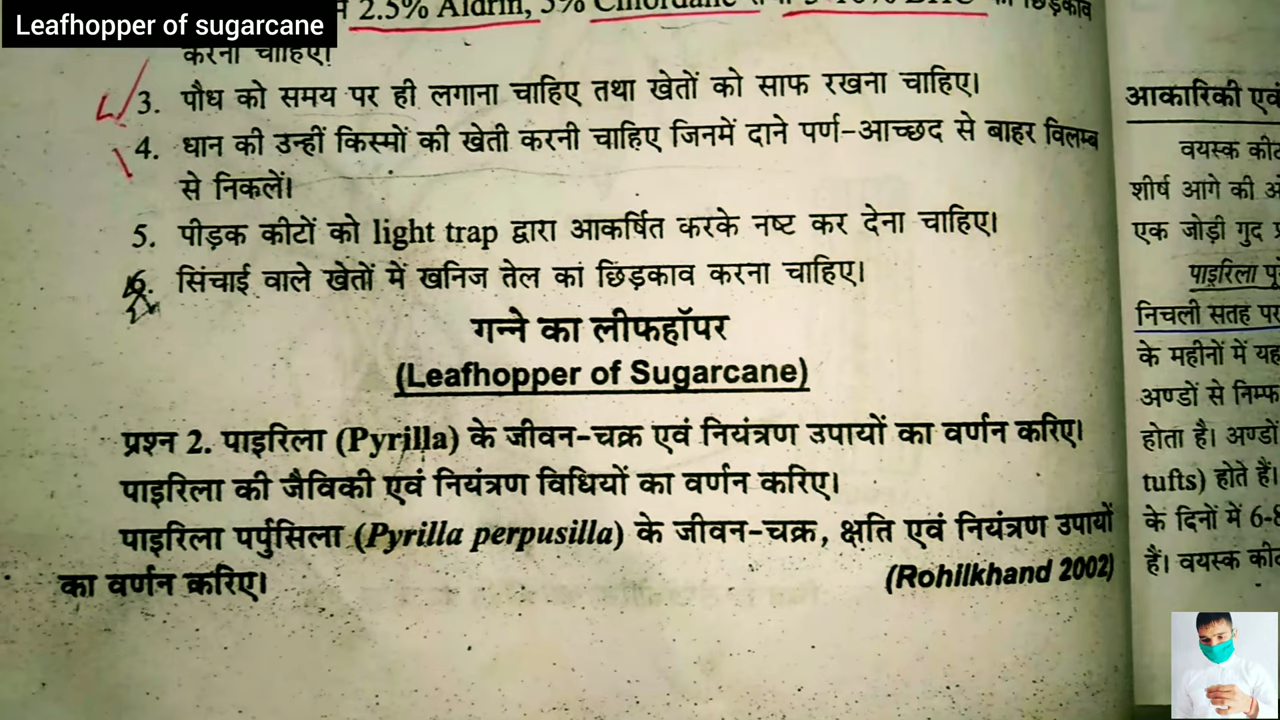 Leafhopper of sugarcane
2.5% Aldrin, 5% Chlordane तथा 5-10% BHC का छिड़काव
करना चाहिए।
3. पौध को समय पर ही लगाना चाहिए तथा खेतों को साफ रखना चाहिए।
4. धान की उन्हीं किस्मों की खेती करनी चाहिए जिनमें दाने पर्ण-आच्छद से बाहर विलम्ब
से निकलें।
5. पीड़क कीटों को light trap द्वारा आकर्षित करके नष्ट कर देना चाहिए।
6. सिंचाई वाले खेतों में खनिज तेल का छिड़काव करना चाहिए।
गन्ने का लीफहॉपर
(Leafhopper of Sugarcane)
प्रश्न 2. पाइरिला (Pyrilla) के जीवन-चक्र एवं नियंत्रण उपायों का वर्णन करिए।
पाइरिला की जैविकी एवं नियंत्रण विधियों का वर्णन करिए।
पाइरिला पर्पुसिला (Pyrilla perpusilla) के जीवन-चक्र, क्षति एवं नियंत्रण उपायों
का वर्णन करिए।
(Rohilkhand 2002)
आकारिकी एवं
वयस्क कीट
शीर्ष आगे की
एक जोड़ी गुद
पाइरिला
निचली सतह पर
के महीनों में यह
अण्डों से निम्फ
होता है। अण्डों
tufts) होते हैं।
के दिनों में 6-8
हैं। वयस्क कीट